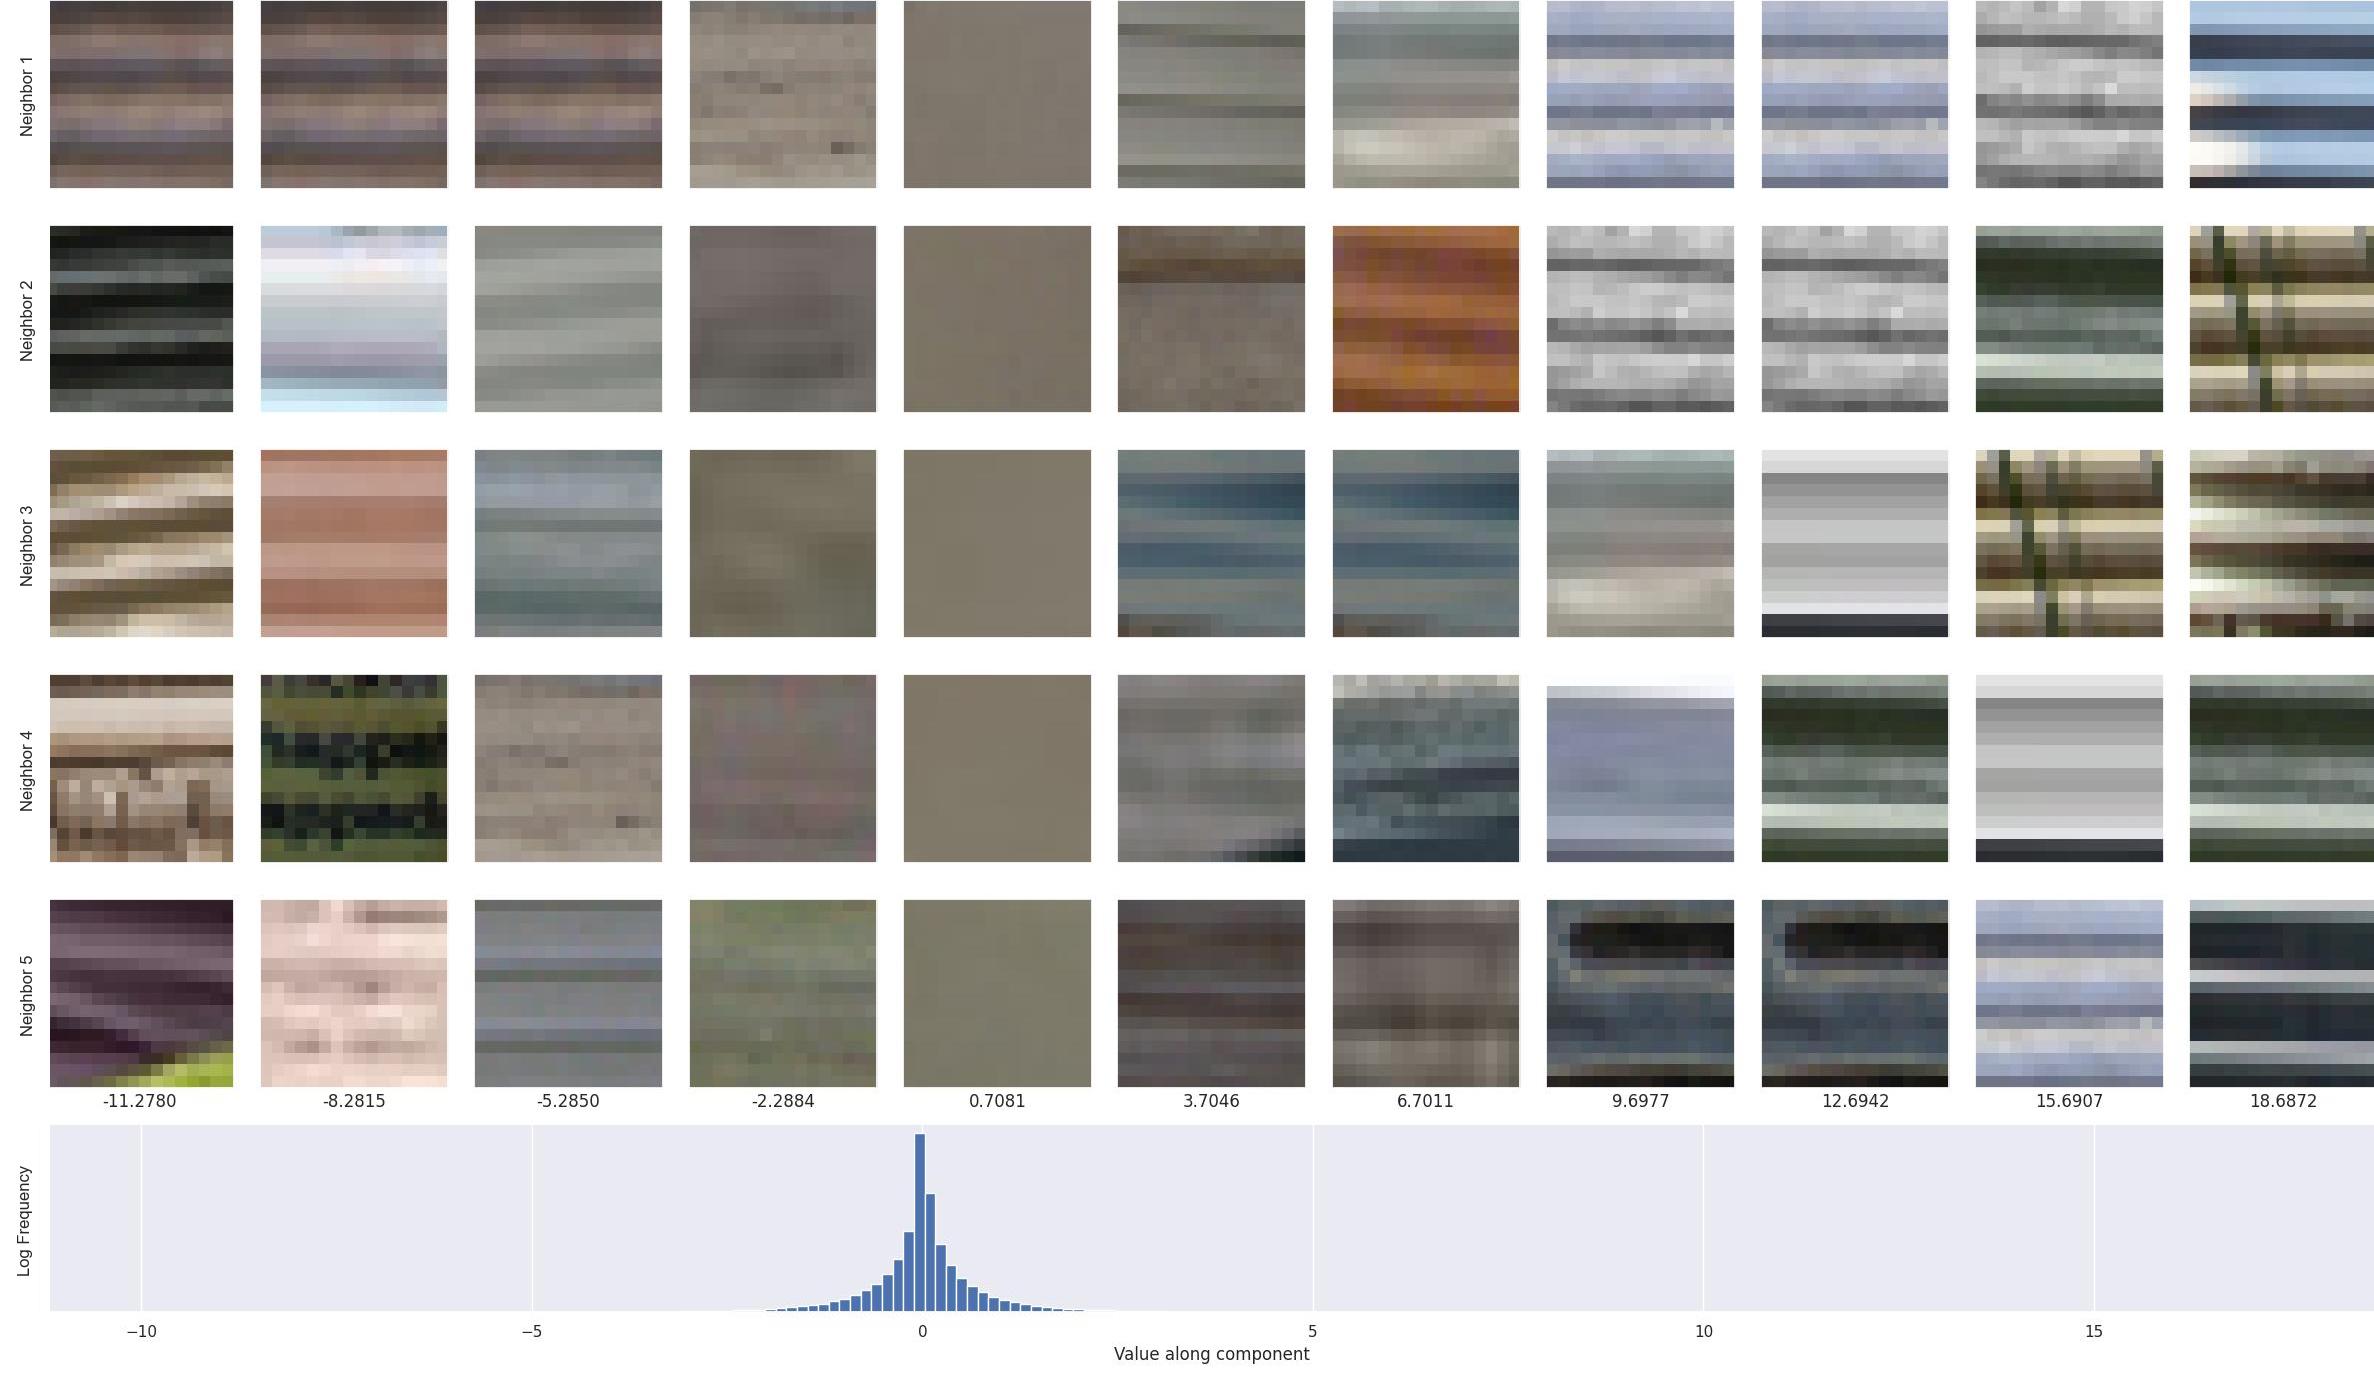 Neighbor 1
Neighbor 2
Neighbor 3
Neighbor 4
Neighbor 5
-11.2780 -8.2815 -5.2850 -2.2884 0.7081 3.7046 6.7011 9.6977 12.6942 15.6907 18.6872
Log Frequency
−10 −5 0 5 10 15
Value along component